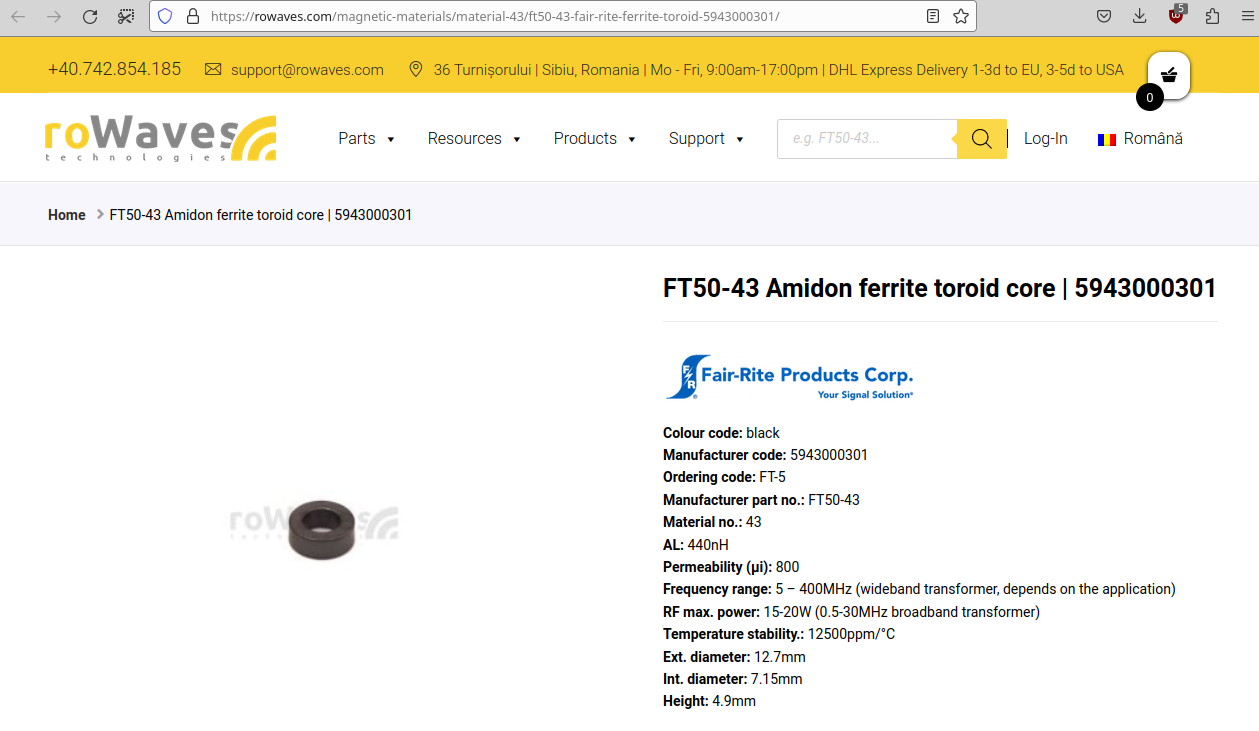 https://rowaves.com/magnetic-materials/material-43/ft50-43-fair-rite-ferrite-toroid-5943000301/
5
+40.742.854.185 support@rowaves.com 36 Turnișorului | Sibiu, Romania | Mo - Fri, 9:00am-17:00pm | DHL Express Delivery 1-3d to EU, 3-5d to USA
0
roWaves
technologies
Parts Resources Products Support e.g. FT50-43... Log-In Română
Home FT50-43 Amidon ferrite toroid core | 5943000301
FT50-43 Amidon ferrite toroid core | 5943000301
F R Fair-Rite Products Corp.
Your Signal Solution®
Colour code: black
Manufacturer code: 5943000301
Ordering code: FT-5
Manufacturer part no.: FT50-43
Material no.: 43
AL: 440nH
Permeability (µi): 800
Frequency range: 5 – 400MHz (wideband transformer, depends on the application)
RF max. power: 15-20W (0.5-30MHz broadband transformer)
Temperature stability.: 12500ppm/°C
Ext. diameter: 12.7mm
Int. diameter: 7.15mm
Height: 4.9mm